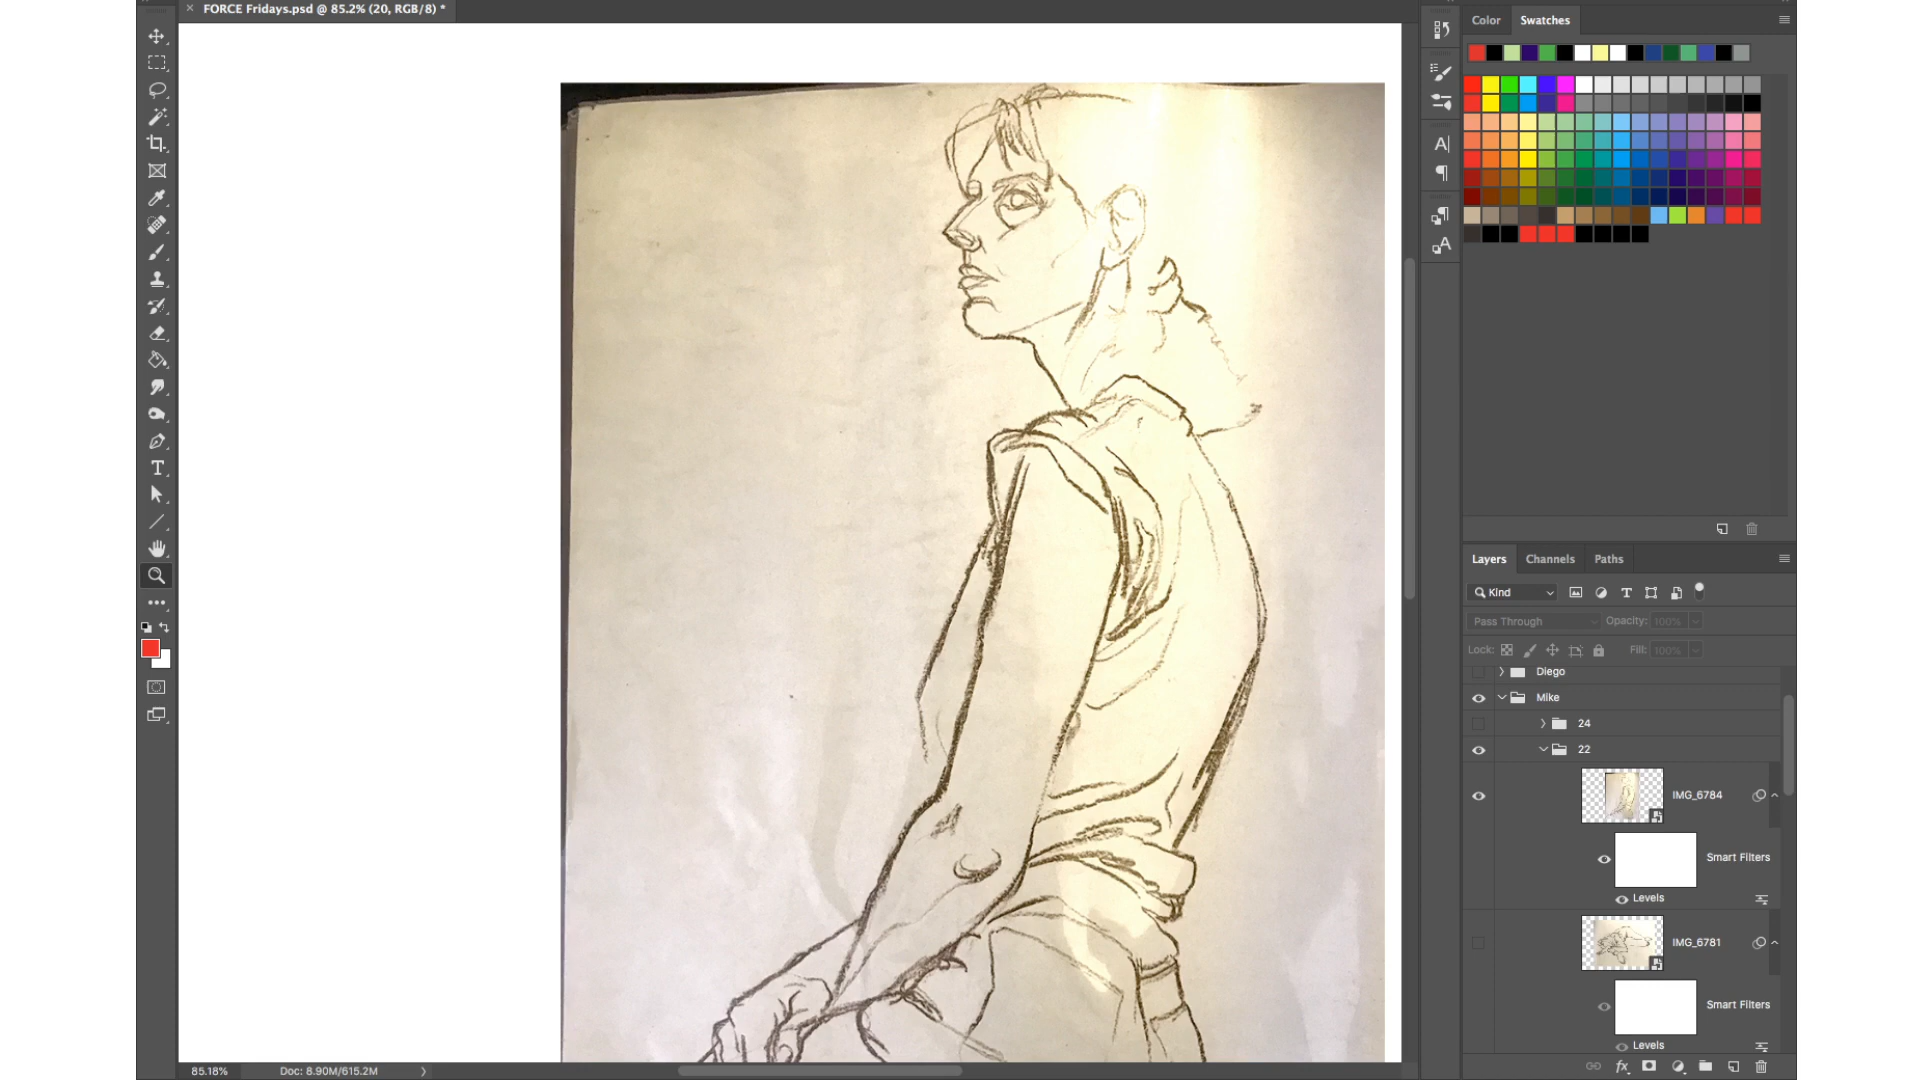 FORCE Fridays.psd @ 85.2% (20, RGB/8) *
Color Swatches
Layers Channels Paths
Kind
Pass Through Opacity: 100%
Lock: Fill: 100%
Diego
Mike
24
22
IMG_6784
Smart Filters
Levels
IMG_6781
Smart Filters
Levels
85.18% Doc: 8.90M/615.2M